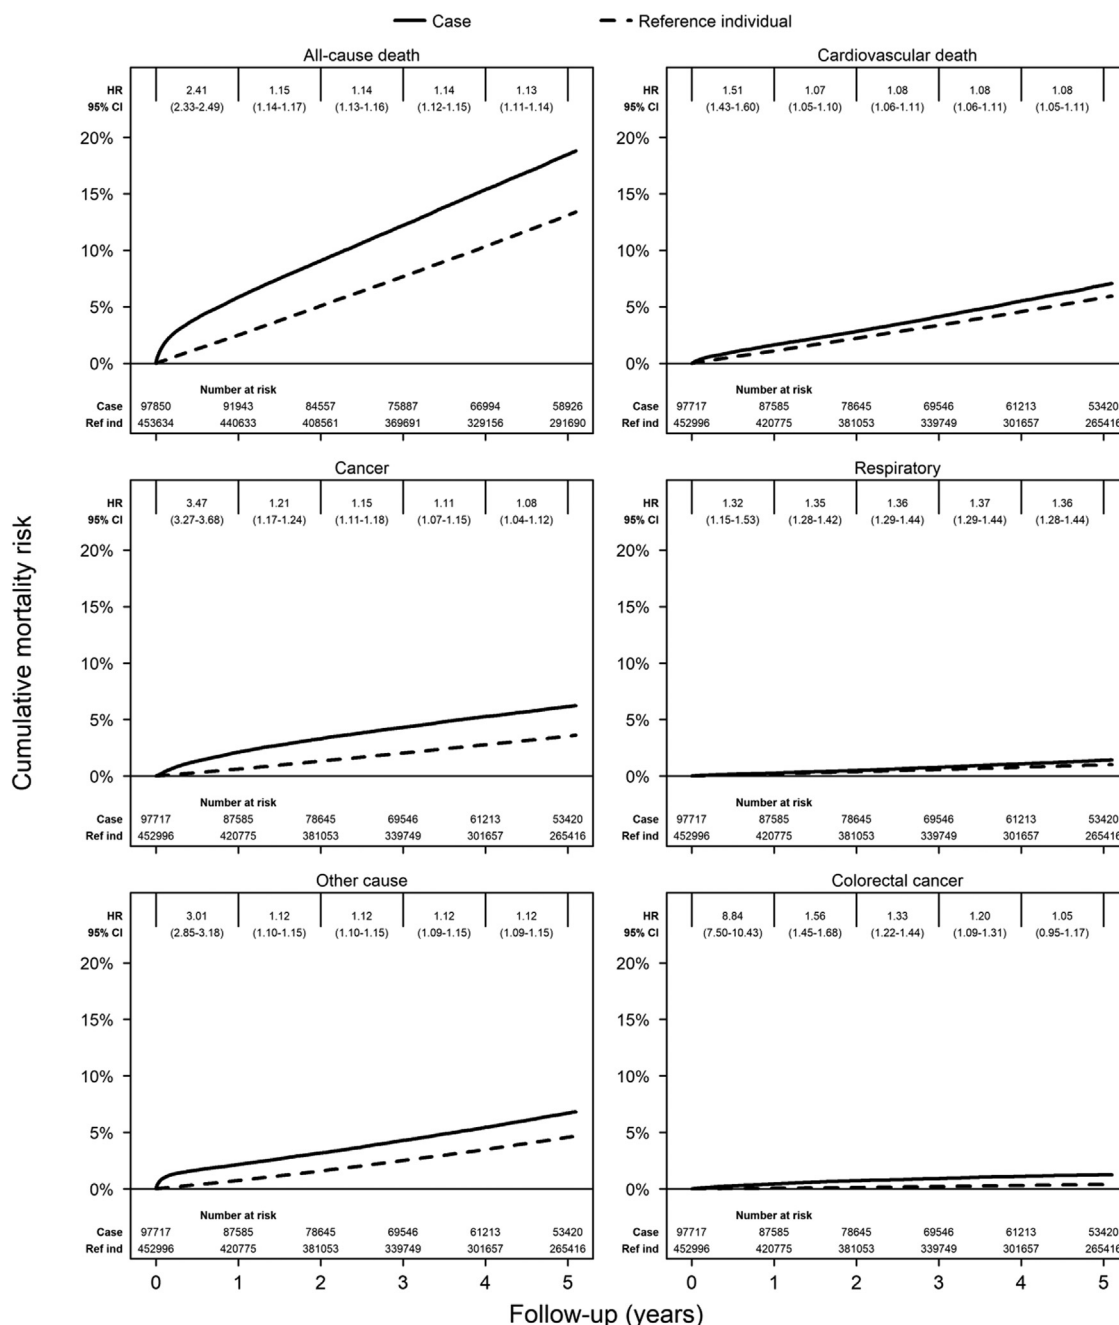 Case Reference individual
All-cause death
HR 2.41 1.15 1.14 1.14 1.13
95% CI (2.33-2.49) (1.14-1.17) (1.13-1.16) (1.12-1.15) (1.11-1.14)
20%
15%
10%
5%
0%
Number at risk
Case 97850 91943 84557 75887 66994 58926
Ref ind 453634 440633 408561 369691 329156 291690
Cardiovascular death
HR 1.51 1.07 1.08 1.08 1.08
95% CI (1.43-1.60) (1.05-1.10) (1.06-1.11) (1.06-1.11) (1.05-1.11)
20%
15%
10%
5%
0%
Number at risk
Case 97717 87585 78645 69546 61213 53420
Ref ind 452996 420775 381053 339749 301657 265416
Cumulative mortality risk
Cancer
HR 3.47 1.21 1.15 1.11 1.08
95% CI (3.27-3.68) (1.17-1.24) (1.11-1.18) (1.07-1.15) (1.04-1.12)
20%
15%
10%
5%
0%
Number at risk
Case 97717 87585 78645 69546 61213 53420
Ref ind 452996 420775 381053 339749 301657 265416
Respiratory
HR 1.32 1.35 1.36 1.37 1.36
95% CI (1.15-1.53) (1.28-1.42) (1.29-1.44) (1.29-1.44) (1.28-1.44)
20%
15%
10%
5%
0%
Number at risk
Case 97717 87585 78645 69546 61213 53420
Ref ind 452996 420775 381053 339749 301657 265416
Other cause
HR 3.01 1.12 1.12 1.12 1.12
95% CI (2.85-3.18) (1.10-1.15) (1.10-1.15) (1.09-1.15) (1.09-1.15)
20%
15%
10%
5%
0%
Number at risk
Case 97717 87585 78645 69546 61213 53420
Ref ind 452996 420775 381053 339749 301657 265416
0 1 2 3 4 5
Colorectal cancer
HR 8.84 1.56 1.33 1.20 1.05
95% CI (7.50-10.43) (1.45-1.68) (1.22-1.44) (1.09-1.31) (0.95-1.17)
20%
15%
10%
5%
0%
Number at risk
Case 97717 87585 78645 69546 61213 53420
Ref ind 452996 420775 381053 339749 301657 265416
0 1 2 3 4 5
Follow-up (years)